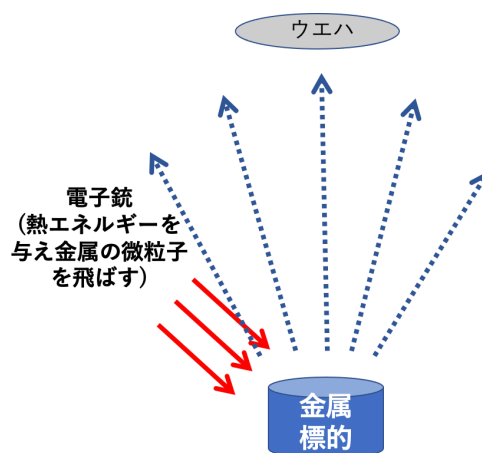 ウエハ
電子銃
（熱エネルギーを
与え金属の微粒子
を飛ばす）
金属
標的